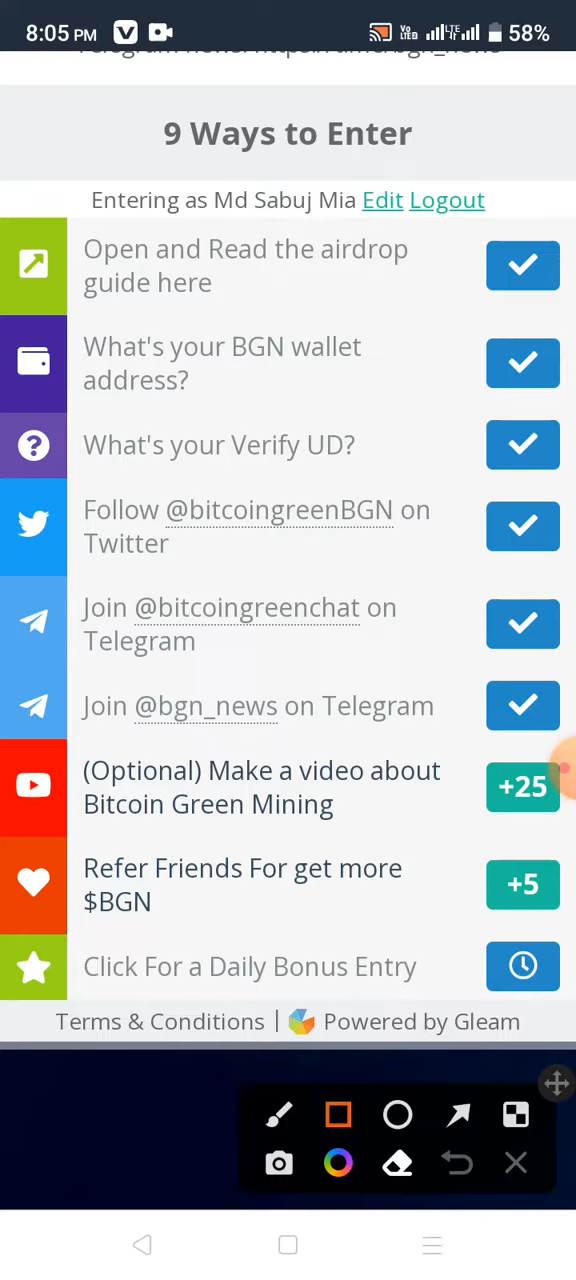 8:05 PM
58%
9 Ways to Enter
Entering as Md Sabuj Mia Edit Logout
Open and Read the airdrop
guide here
What's your BGN wallet
address?
What's your Verify UD?
Follow @bitcoingreenBGN on
Twitter
Join @bitcoingreenchat on
Telegram
Join @bgn_news on Telegram
(Optional) Make a video about
Bitcoin Green Mining
+25
Refer Friends For get more
$BGN
+5
Click For a Daily Bonus Entry
Terms & Conditions | Powered by Gleam